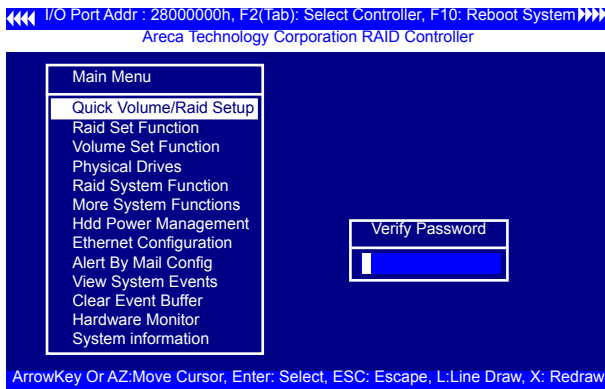 I/O Port Addr : 28000000h, F2(Tab): Select Controller, F10: Reboot System
Areca Technology Corporation RAID Controller
Main Menu
Quick Volume/Raid Setup
Raid Set Function
Volume Set Function
Physical Drives
Raid System Function
More System Functions
Hdd Power Management
Ethernet Configuration
Alert By Mail Config
View System Events
Clear Event Buffer
Hardware Monitor
System information
Verify Password
ArrowKey Or AZ:Move Cursor, Enter: Select, ESC: Escape, L:Line Draw, X: Redraw